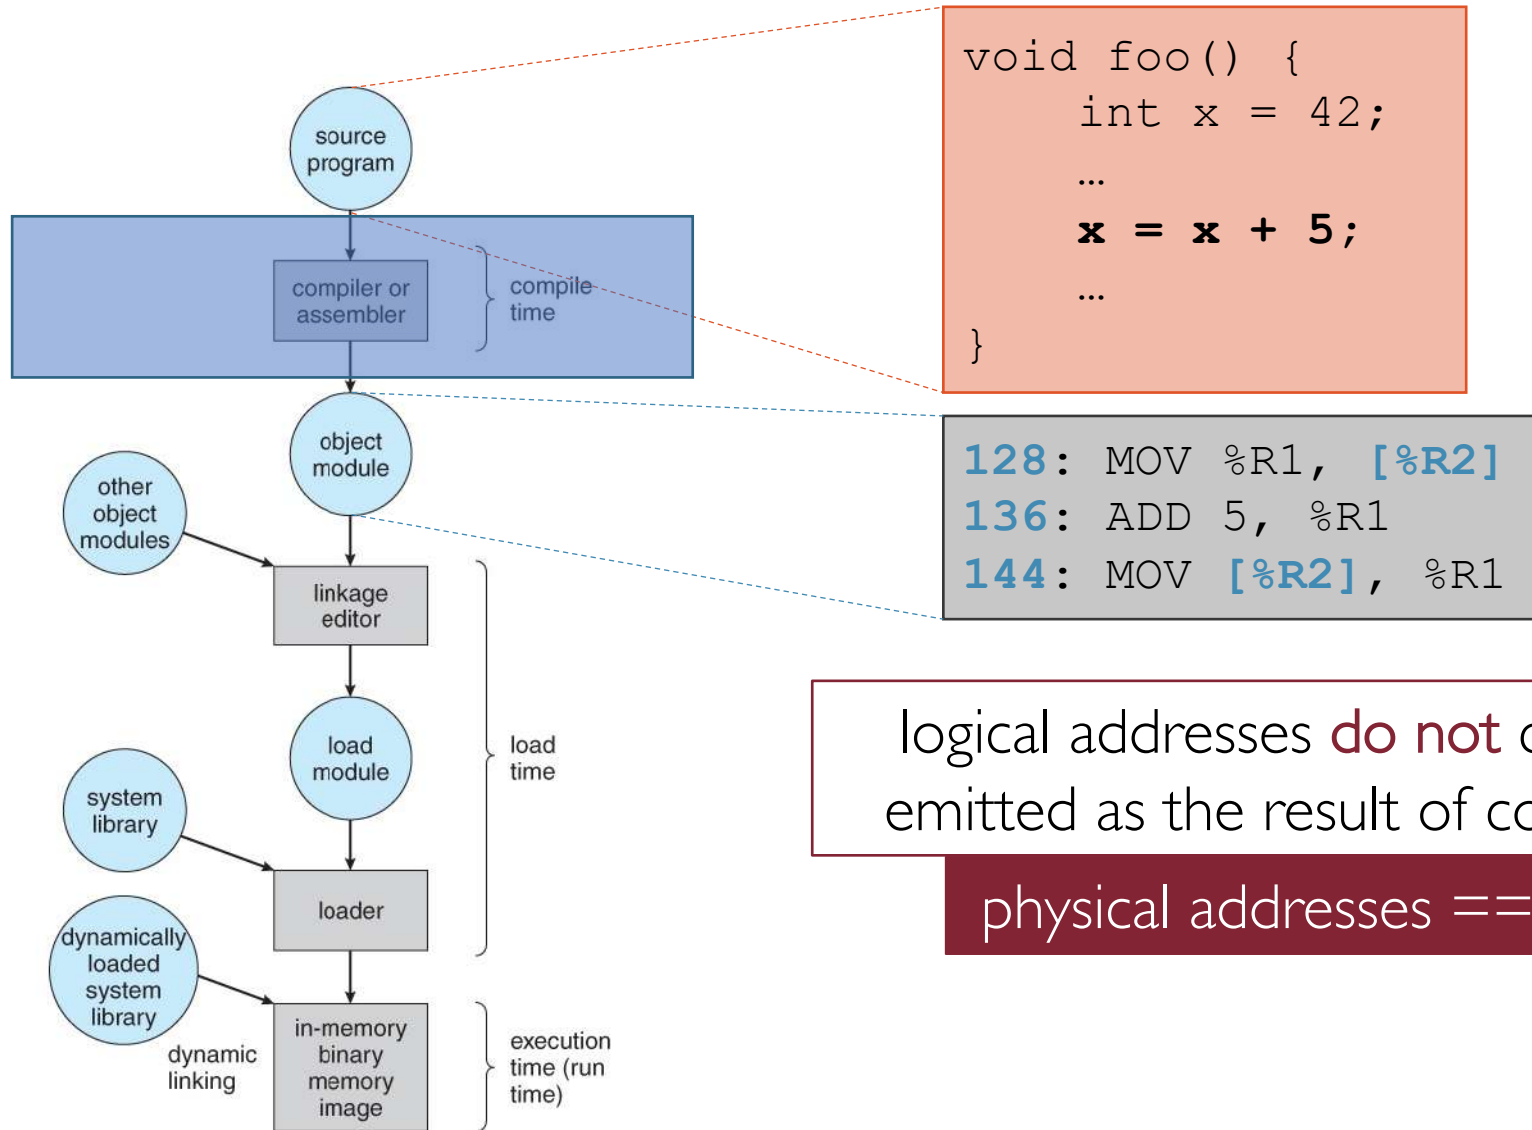 source
program
compiler or
assembler
compile
time
object
module
other
object
modules
linkage
editor
load
module
load
time
system
library
loader
dynamically
loaded
system
library
dynamic
linking
in-memory
binary
memory
image
execution
time (run
time)
void foo() {
int x = 42;
…
x = x + 5;
…
}
128: MOV %R1, [%R2]
136: ADD 5, %R1
144: MOV [%R2], %R1
logical addresses do not
emitted as the result of
physical addresses ==